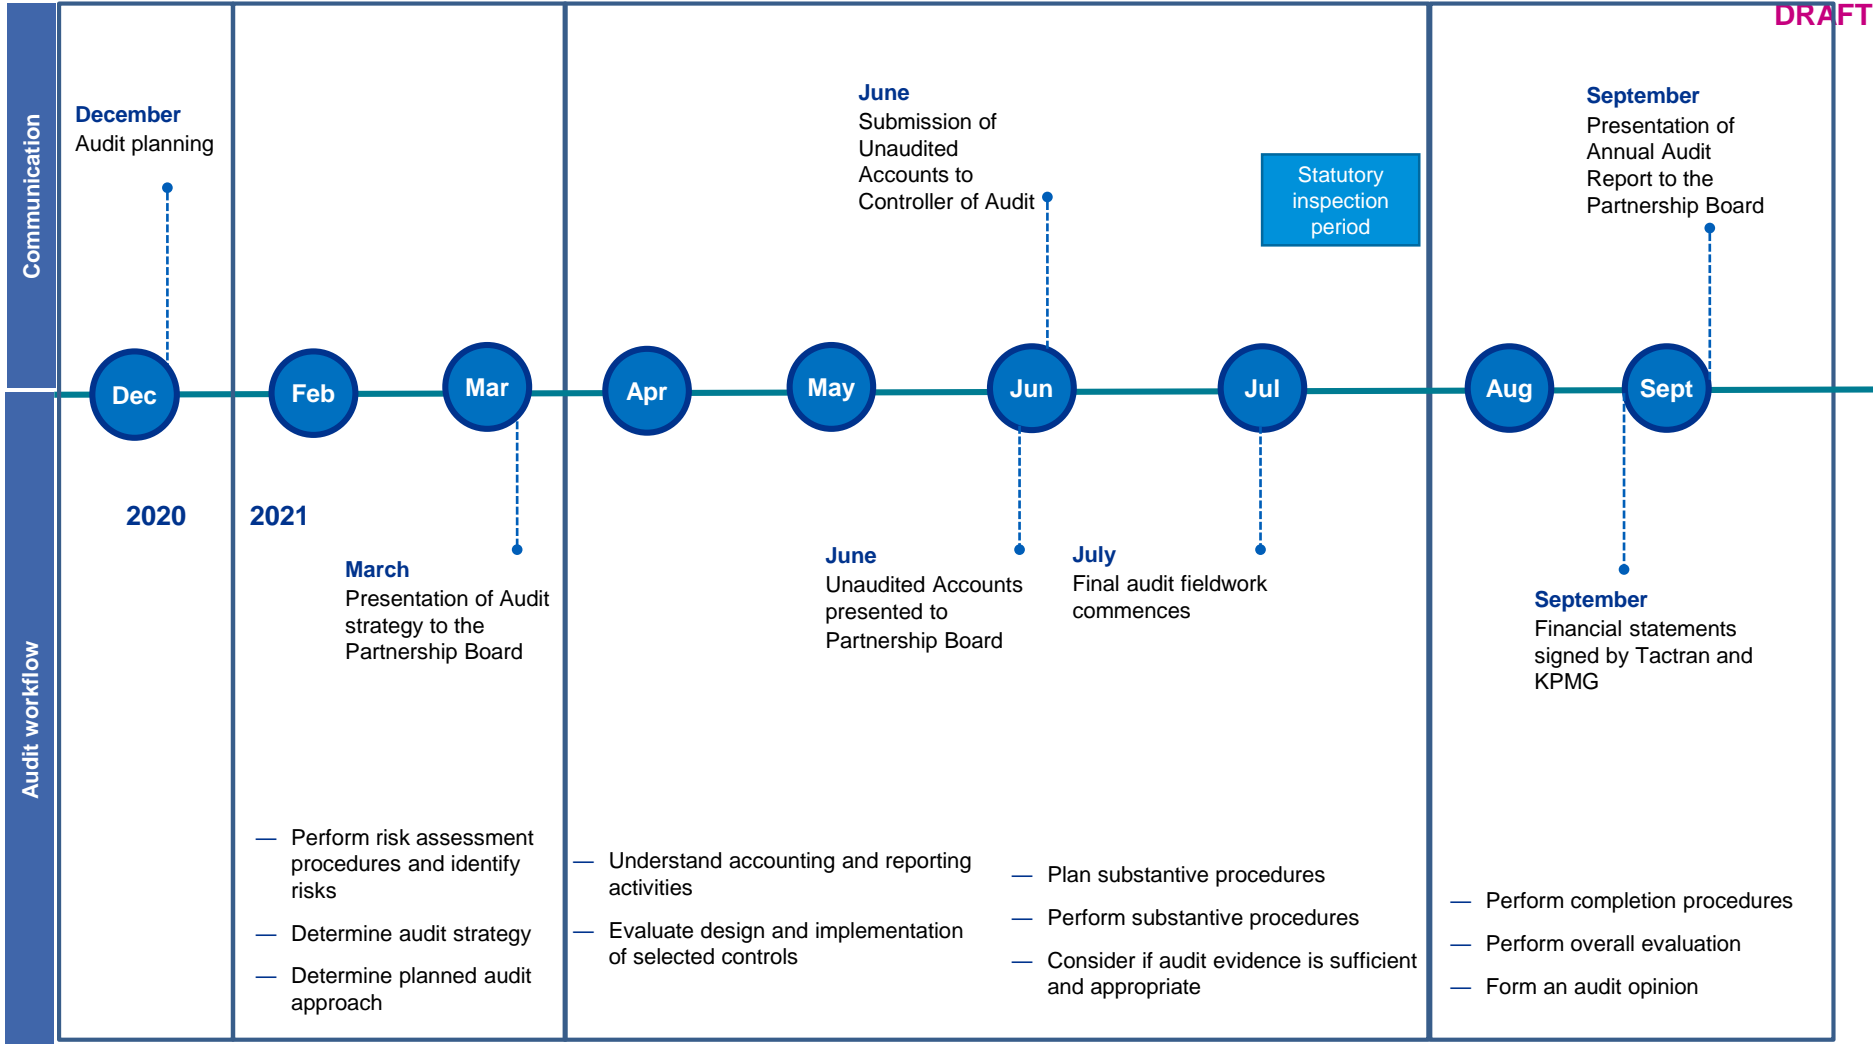 DRAFT
Communication
December
Audit planning
June
Submission of
Unaudited
Accounts to
Controller of Audit
Statutory
inspection
period
September
Presentation of
Annual Audit
Report to the
Partnership Board
Dec
Feb
Mar
Apr
May
Jun
Jul
Aug
Sept
Audit workflow
2020
2021
March
Presentation of Audit
strategy to the
Partnership Board
June
Unaudited Accounts
presented to
Partnership Board
July
Final audit fieldwork
commences
September
Financial statements
signed by Tactran and
KPMG
— Perform risk assessment
procedures and identify
risks
— Determine audit strategy
— Determine planned audit
approach
— Understand accounting and reporting
activities
— Evaluate design and implementation
of selected controls
— Plan substantive procedures
— Perform substantive procedures
— Consider if audit evidence is sufficient
and appropriate
— Perform completion procedures
— Perform overall evaluation
— Form an audit opinion